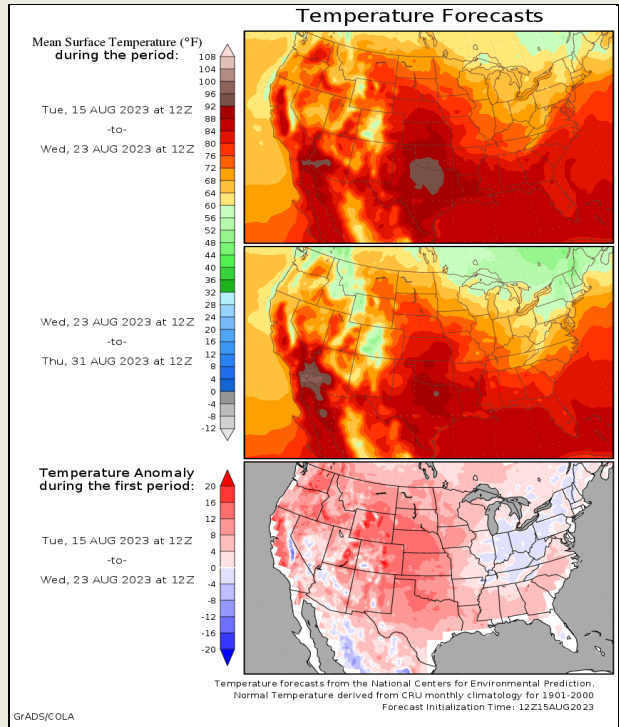 Temperature Forecasts
Mean Surface Temperature (°F)
during the period:
Tue, 15 AUG 2023 at 12Z
-to-
Wed, 23 AUG 2023 at 12Z
108
104
100
96
92
88
84
80
76
72
68
64
60
56
52
48
44
40
36
32
28
24
20
16
12
8
4
0
-4
-8
-12
Wed, 23 AUG 2023 at 12Z
-to-
Thu, 31 AUG 2023 at 12Z
Temperature Anomaly
during the first period:
Tue, 15 AUG 2023 at 12Z
-to-
Wed, 23 AUG 2023 at 12Z
20
16
12
8
4
0
-4
-8
-12
-16
-20
Temperature forecasts from the National Centers for Environmental Prediction.
Normal Temperature derived from CRU monthly climatology for 1901-2000
Forecast Initialization Time: 12Z15AUG2023
GrADS/COLA